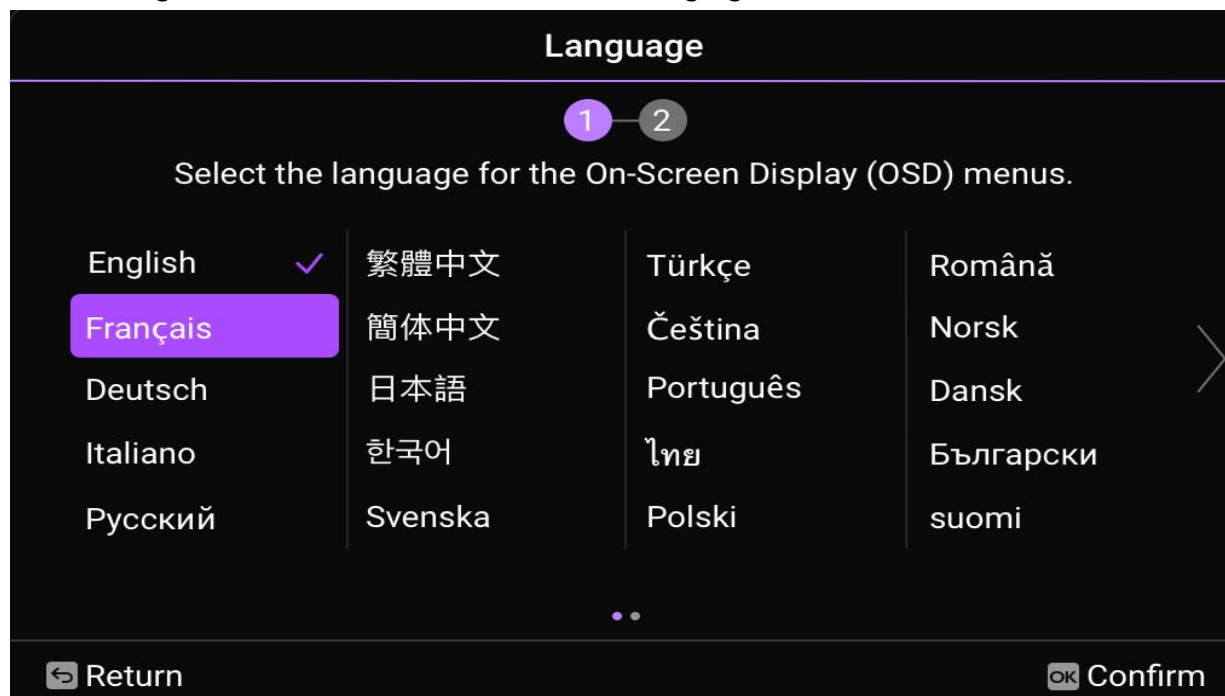 Language
1 2
Select the language for the On-Screen Display (OSD) menus.
English 繁體中文 Türkçe Română
Français 簡体中文 Čeština Norsk
Deutsch 日本語 Português Dansk
Italiano 한국어 ไทย Български
Русский Svenska Polski suomi
Return OK Confirm